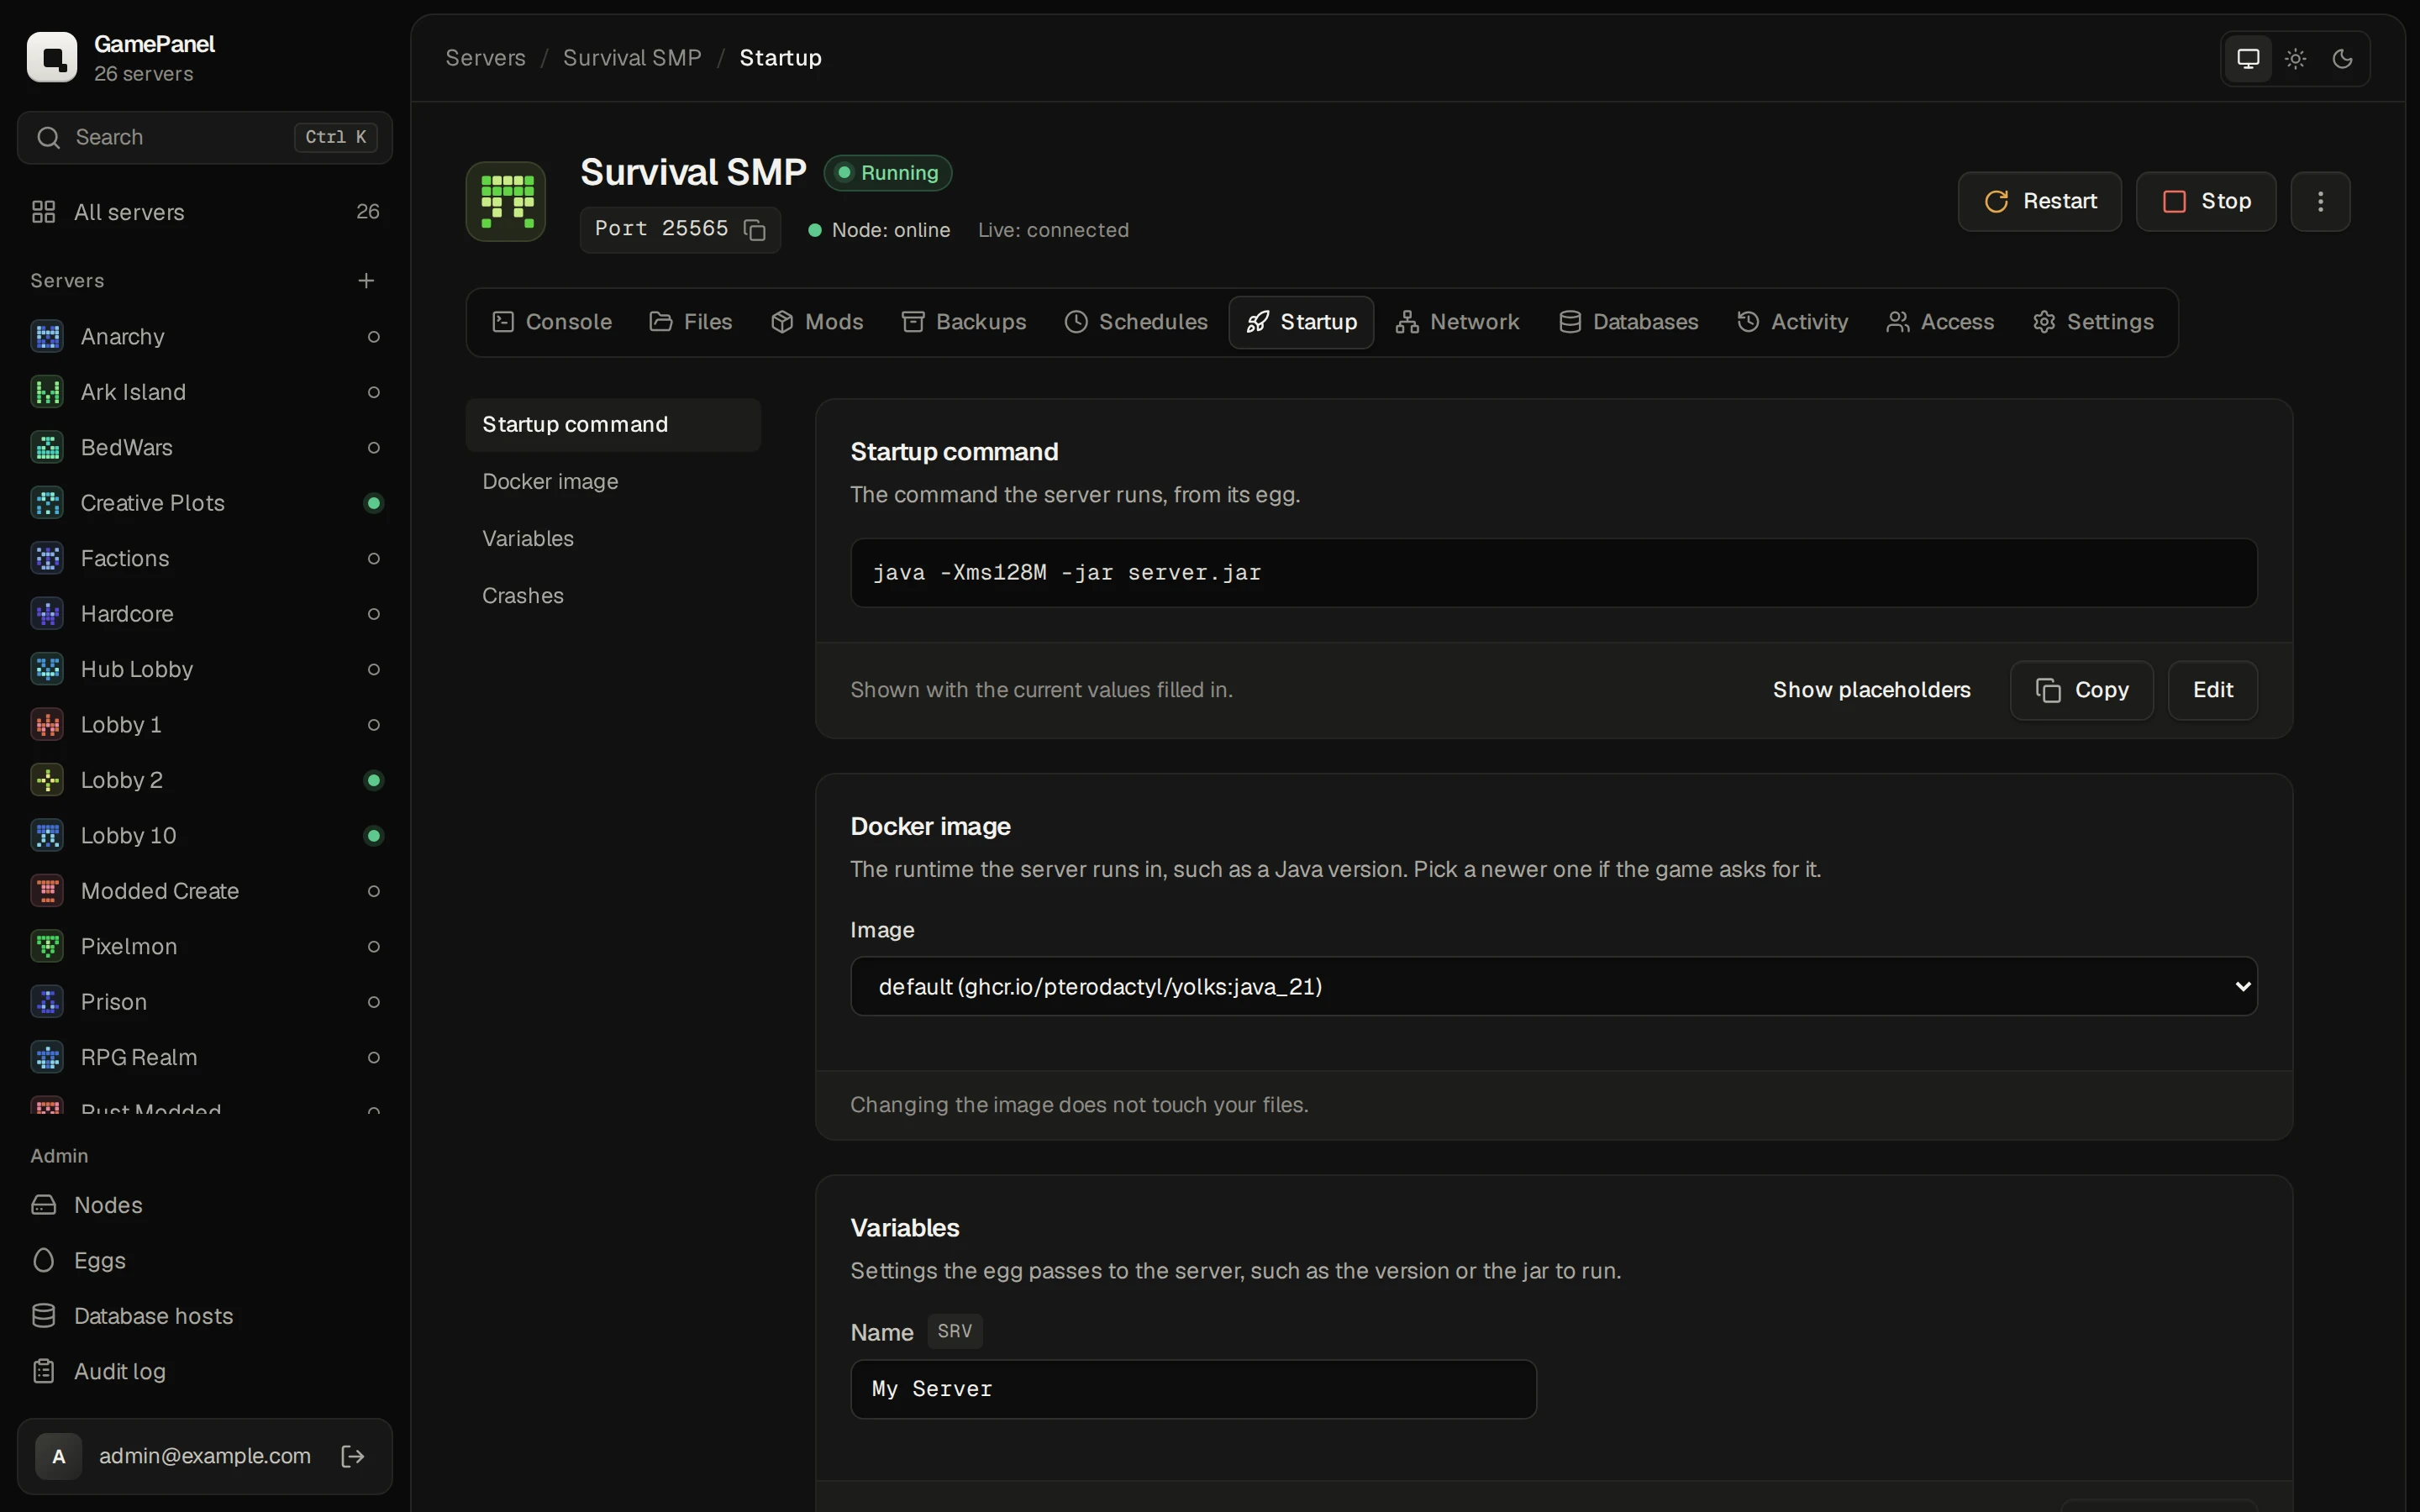 GamePanel
26 servers
Search
Ctrl K
All servers
26
Servers
Anarchy
Ark Island
BedWars
Creative Plots
Factions
Hardcore
Hub Lobby
Lobby 1
Lobby 2
Lobby 10
Modded Create
Pixelmon
Prison
RPG Realm
Rust Modded
Admin
Nodes
Eggs
Database hosts
Audit log
A
admin@example.com
Servers / Survival SMP / Startup
Survival SMP
Running
Port 25565
Node: online
Live: connected
Restart
Stop
Console
Files
Mods
Backups
Schedules
Startup
Network
Databases
Activity
Access
Settings
Startup command
Docker image
Variables
Crashes
Startup command
The command the server runs, from its egg.
java -Xms128M -jar server.jar
Shown with the current values filled in.
Show placeholders
Copy
Edit
Docker image
The runtime the server runs in, such as a Java version. Pick a newer one if the game asks for it.
Image
default (ghcr.io/pterodactyl/yolks:java_21)
Changing the image does not touch your files.
Variables
Settings the egg passes to the server, such as the version or the jar to run.
Name SRV
My Server